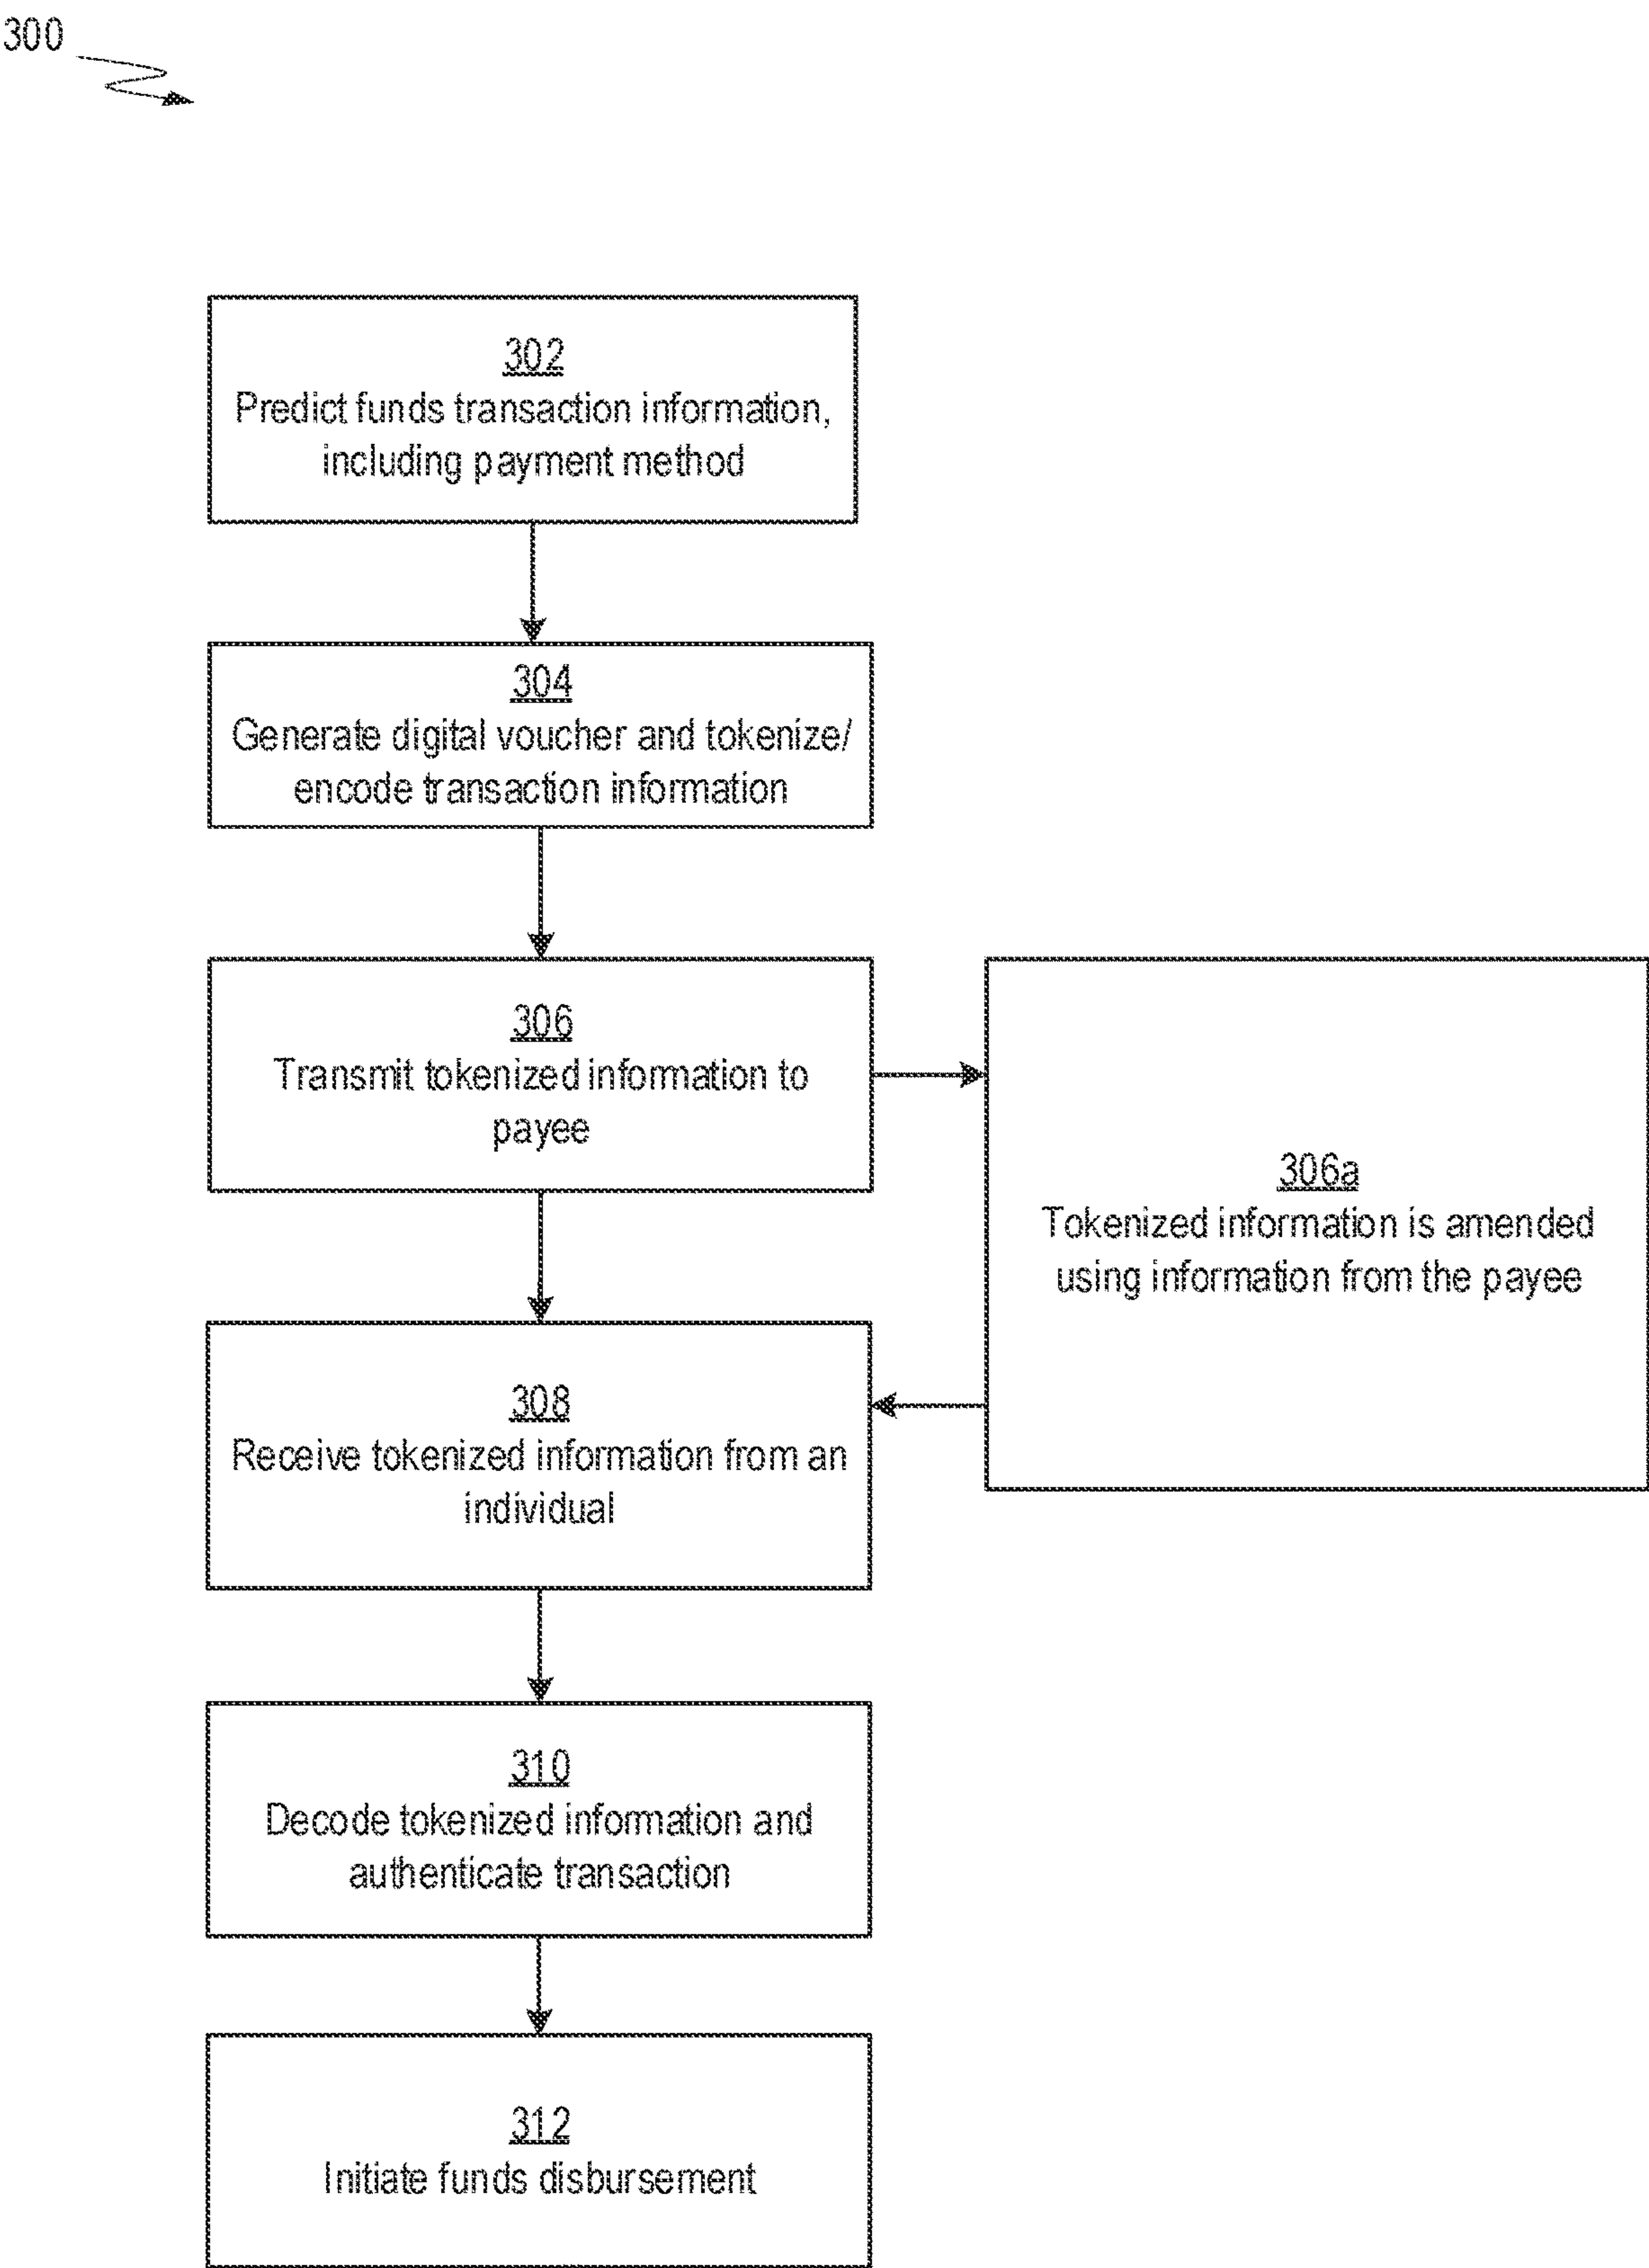 300
302
Predict funds transaction information,
including payment method
304
Generate digital voucher and tokenize/
encode transaction information
306
Transmit tokenized information to
payee
306a
Tokenized information is amended
using information from the payee
308
Receive tokenized information from an
individual
310
Decode tokenized information and
authenticate transaction
312
Initiate funds disbursement